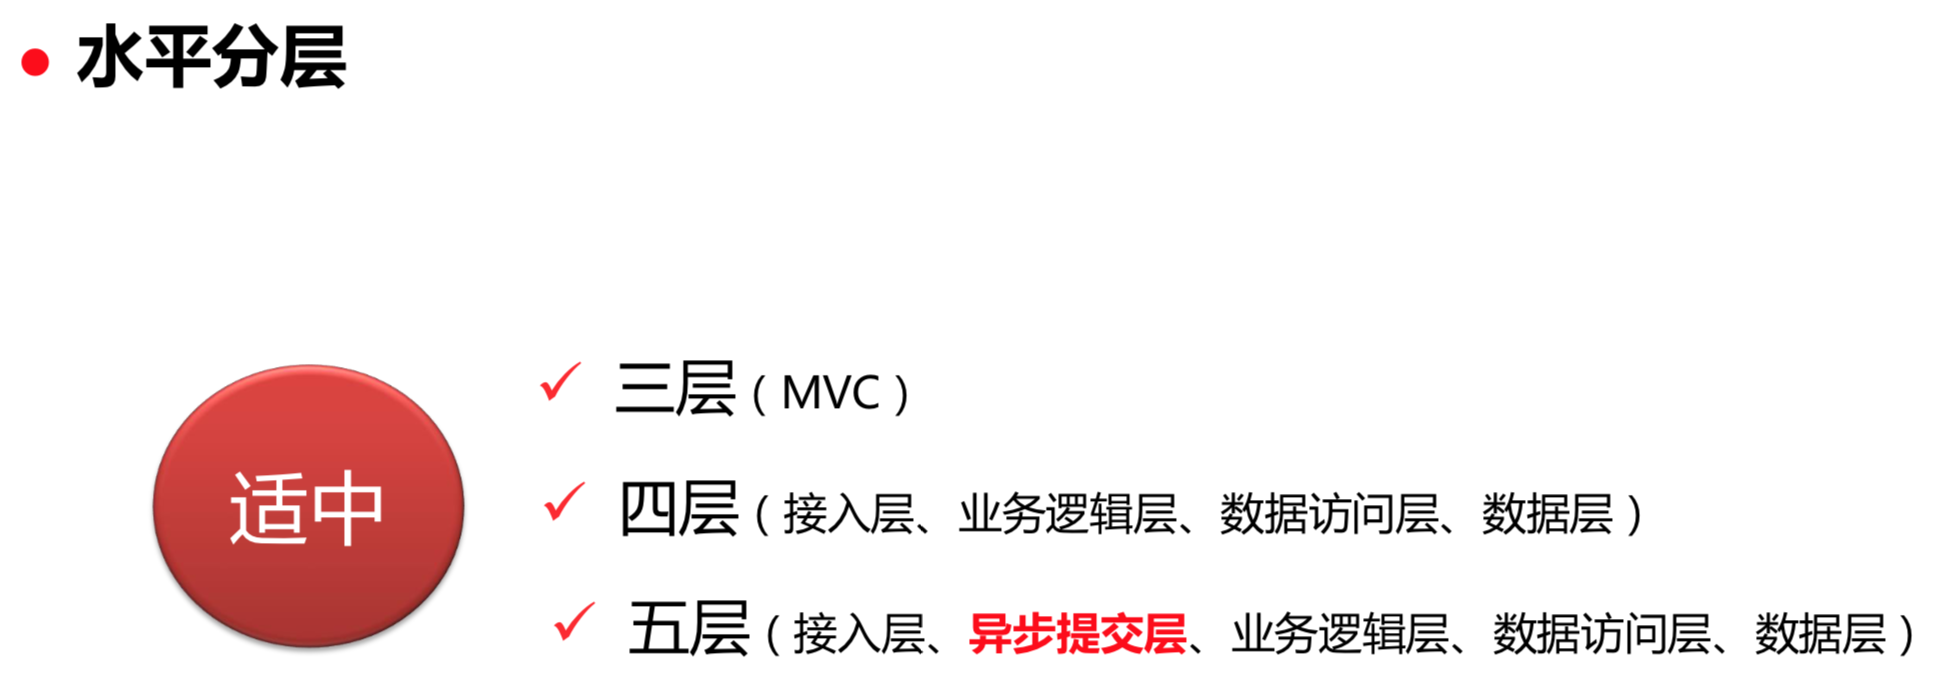 水平分层
三层（MVC）
适中
四层（接入层、业务逻辑层、数据访问层、数据层）
五层（接入层、异步提交层、业务逻辑层、数据访问层、数据层）